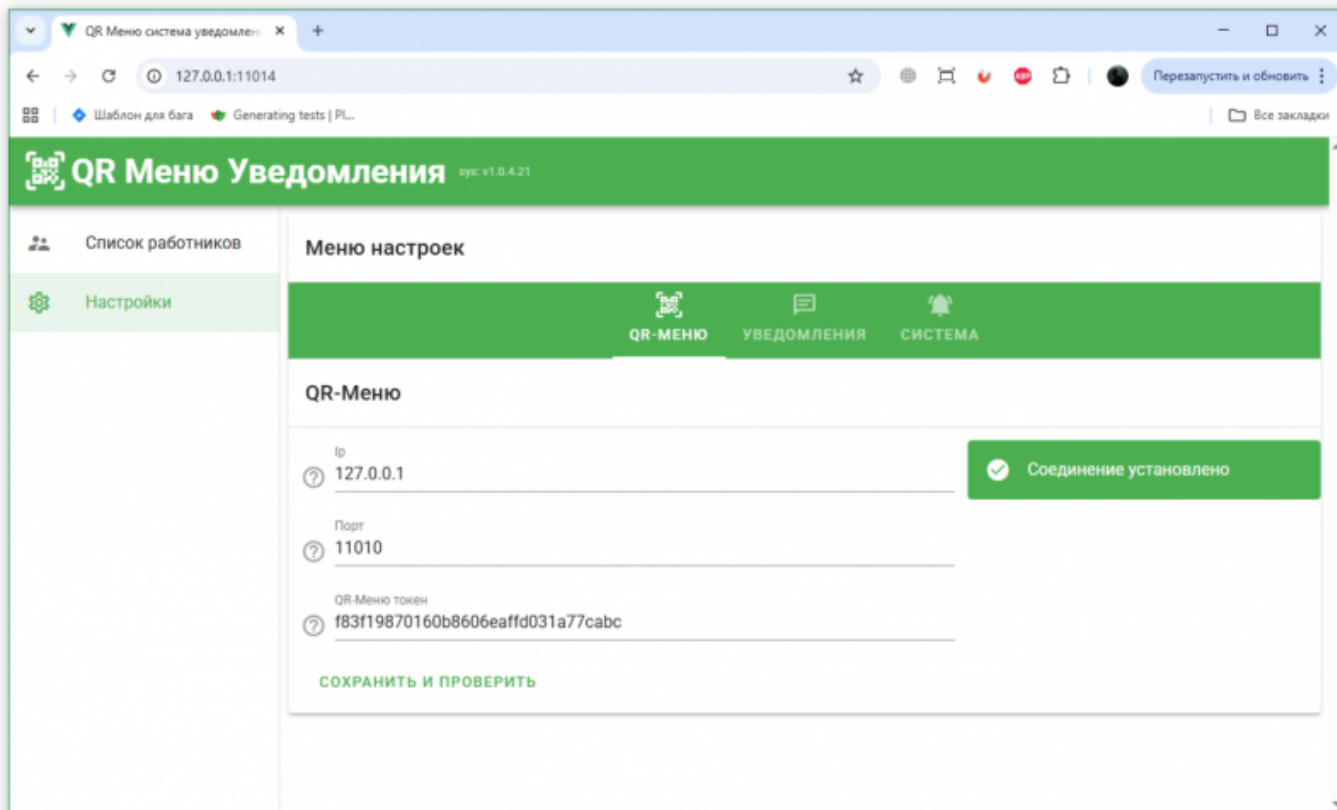 QR Меню система уведомлен
127.0.0.1:11014
ABP
Перезапустить и обновить
Шаблон для бага
Generating tests | Pl...
Все закладки
QR Меню Уведомления sys: v1.0.4.21
Список работников
Настройки
Меню настроек
QR-МЕНЮ УВЕДОМЛЕНИЯ СИСТЕМА
QR-Меню
Ip
127.0.0.1
Соединение установлено
Порт
11010
QR-Меню токен
f83f19870160b8606eaffd031a77cabc
СОХРАНИТЬ И ПРОВЕРИТЬ